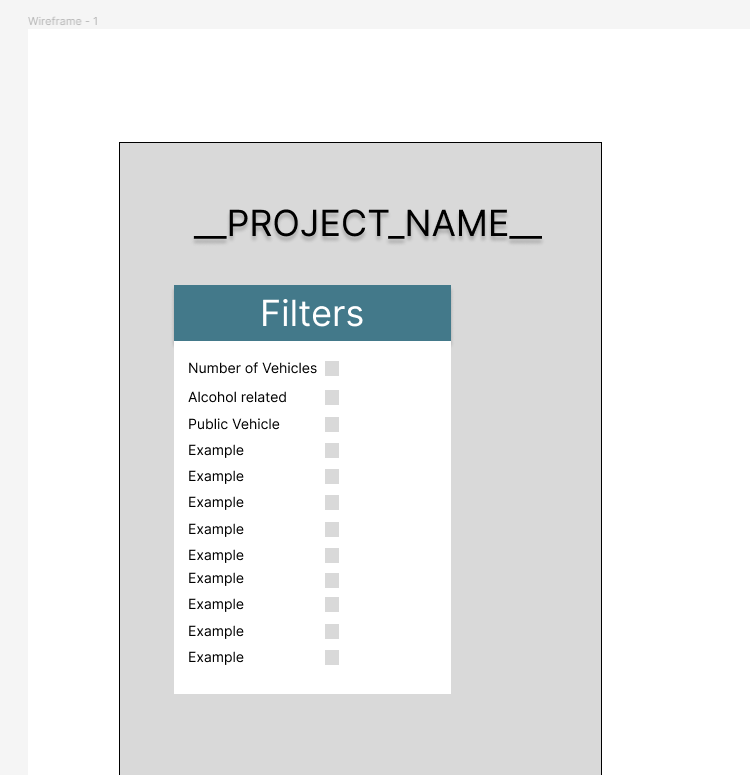 Wireframe - 1
__PROJECT_NAME__
Filters
Number of Vehicles
Alcohol related
Public Vehicle
Example
Example
Example
Example
Example
Example
Example
Example
Example